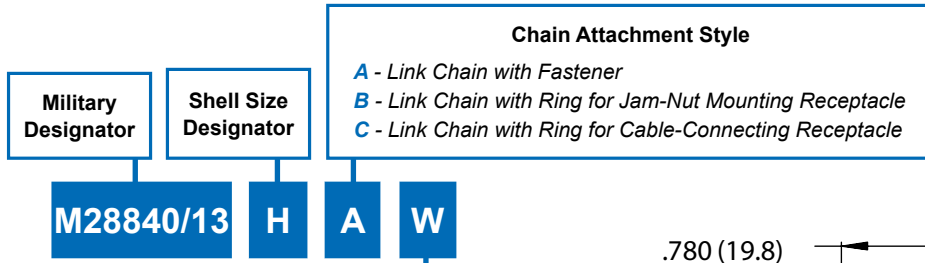 Chain Attachment Style
A - Link Chain with Fastener
B - Link Chain with Ring for Jam-Nut Mounting Receptacle
C - Link Chain with Ring for Cable-Connecting Receptacle
Military
Designator
Shell Size
Designator
M28840/13 H A W
.780 (19.8)